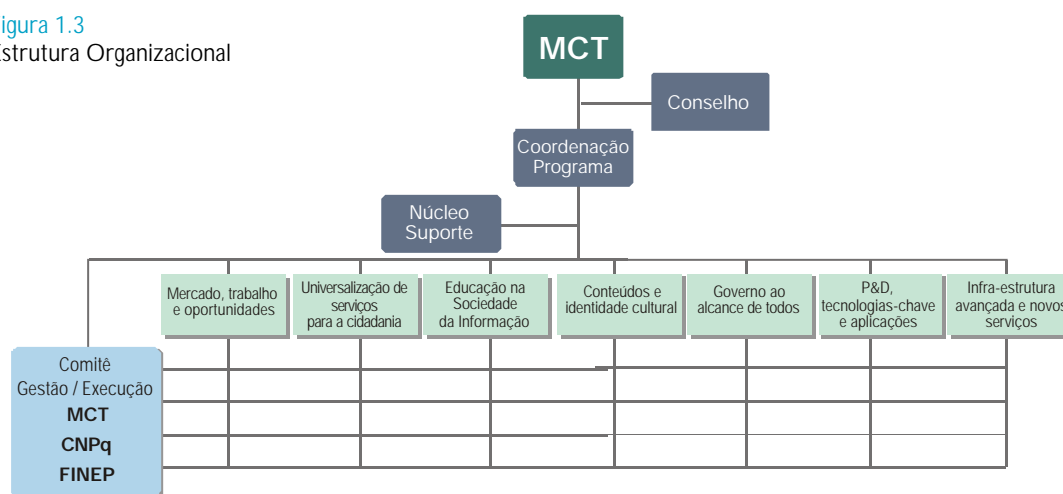 igura 1.3
Estrutura Organizacional
MCT
Conselho
Coordenação
Programa
Núcleo
Suporte
Mercado, trabalho
e oportunidades
Universalização de
serviços
para a cidadania
Educação na
Sociedade
da Informação
Conteúdos e
identidade cultural
Governo ao
alcance de todos
P&D,
tecnologias-chave
e aplicações
Infra-estrutura
avançada e novos
serviços
Comitê
Gestão / Execução
MCT
CNPq
FINEP